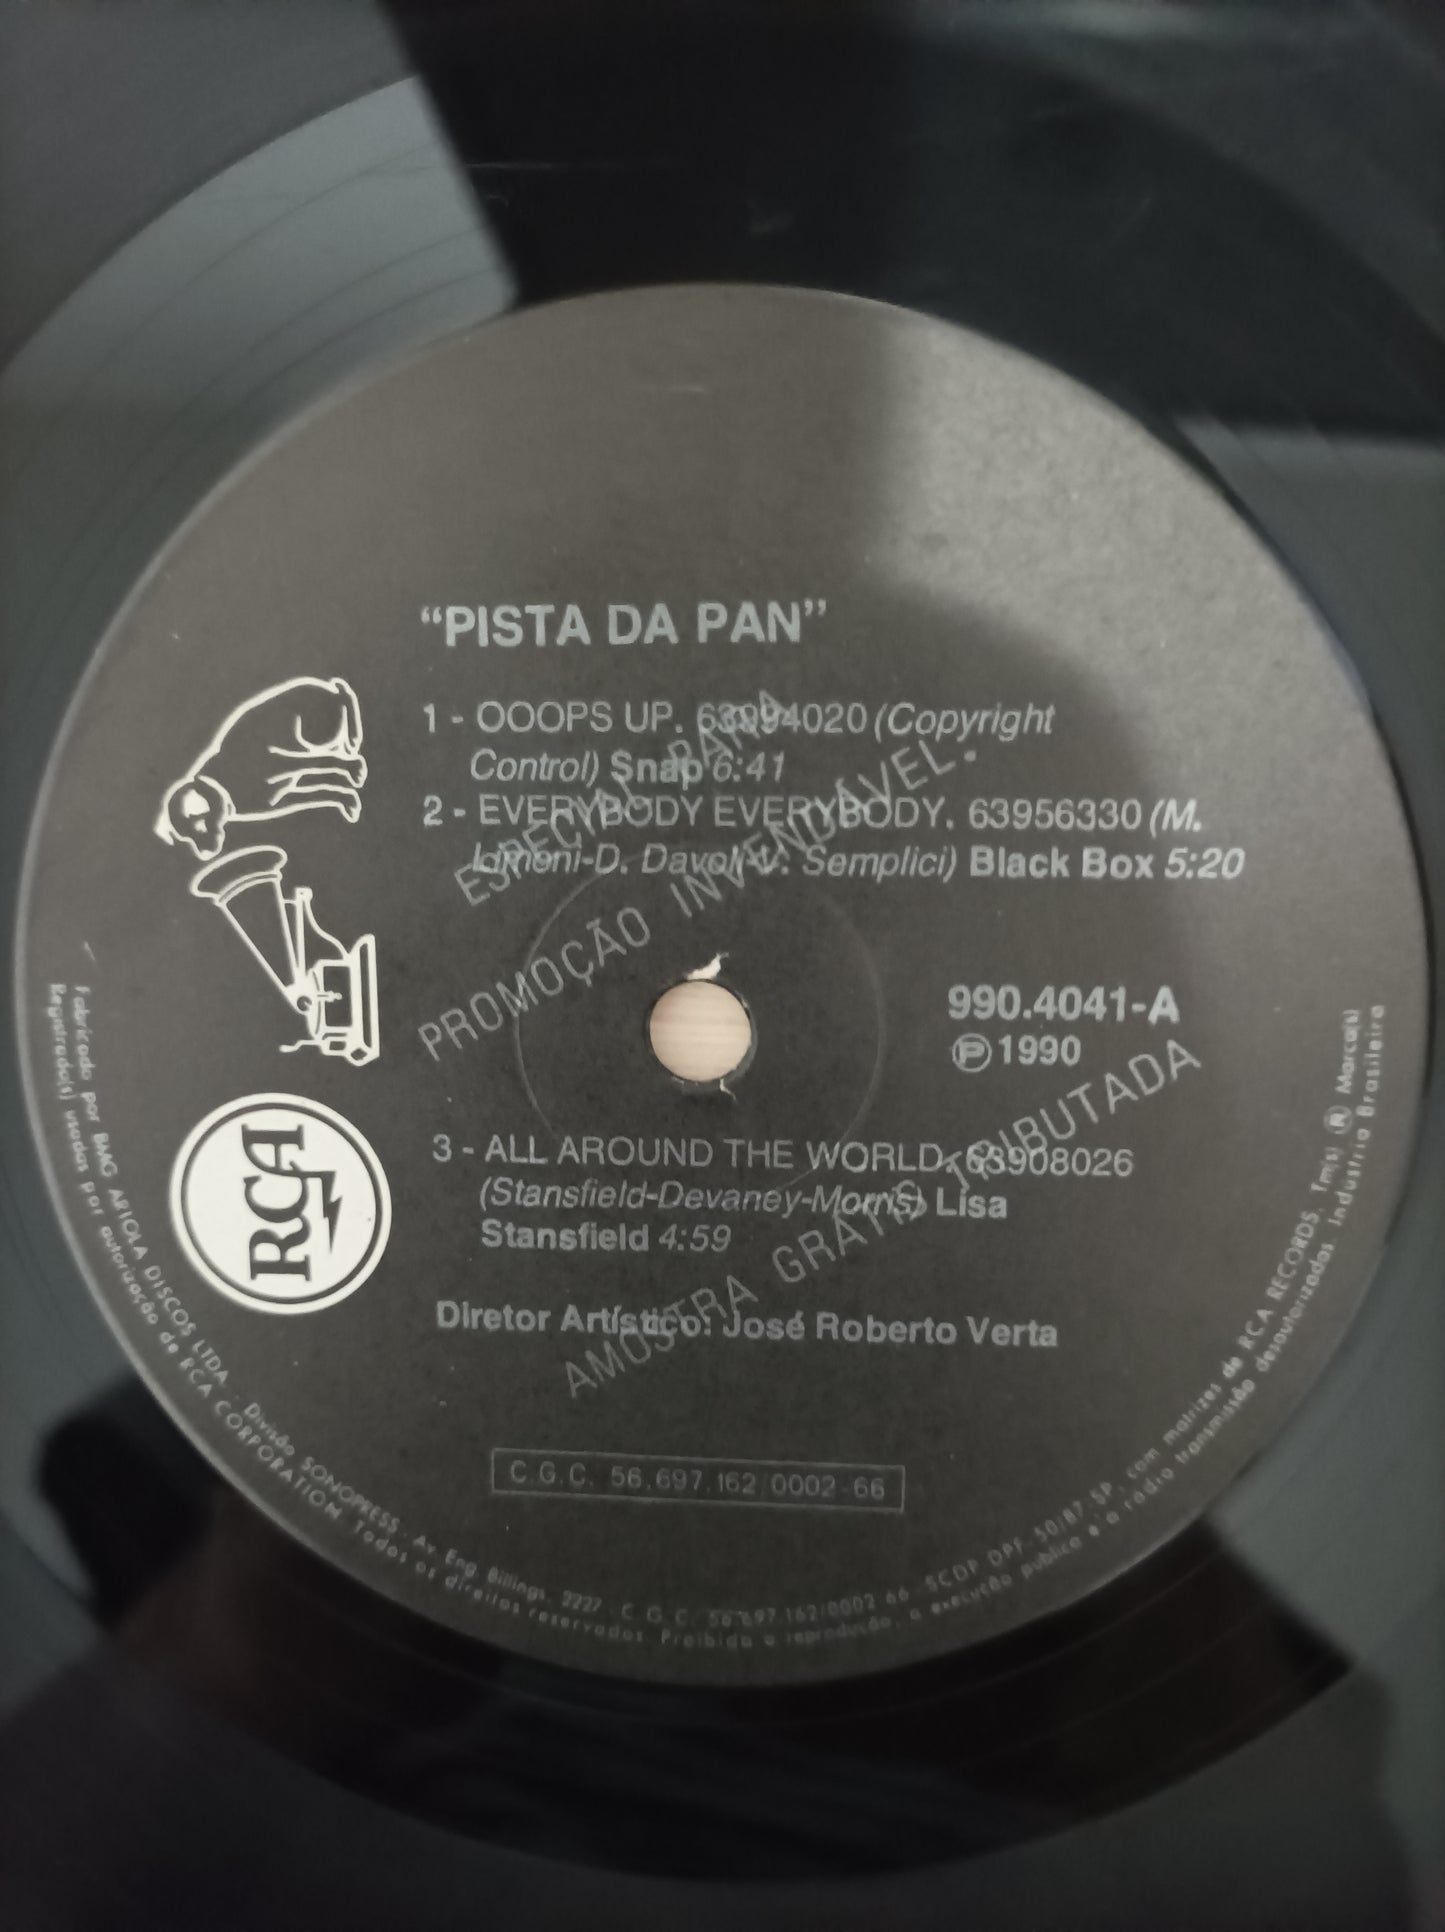 “PISTA DA PAN”
1 - OOOPS UP. 63994020 (Copyright
Control) Snap 6:41
2 - EVERYBODY EVERYBODY. 63956330 (M.
Limoni-D. Davoli-V. Semplici) Black Box 5:20
ESPECIAL PARA
PROMOÇÃO INVENDÁVEL.
990.4041-A
Ⓟ 1990
3 - ALL AROUND THE WORLD. 63908026
(Stansfield-Devaney-Morris) Lisa
Stansfield 4:59
AMOSTRA GRÁTIS TRIBUTADA
Diretor Artístico: José Roberto Verta
RCA
C.G.C. 56.697.162/0002-66
Fabricado por BMG ARIOLA DISCOS LTDA. Divisão SONOPRESS - Av. Eng. Billings, 2227 - C.G.C. 56.697.162/0002-66 - SCDP DPF 50/87 SP, com matrizes de RCA RECORDS, Tm(s) ® Marca(s)
Registrada(s) usadas por autorização de RCA CORPORATION. Todos os direitos reservados. Proibida a reprodução, a execução pública e a rádio transmissão desautorizadas. Indústria Brasileira